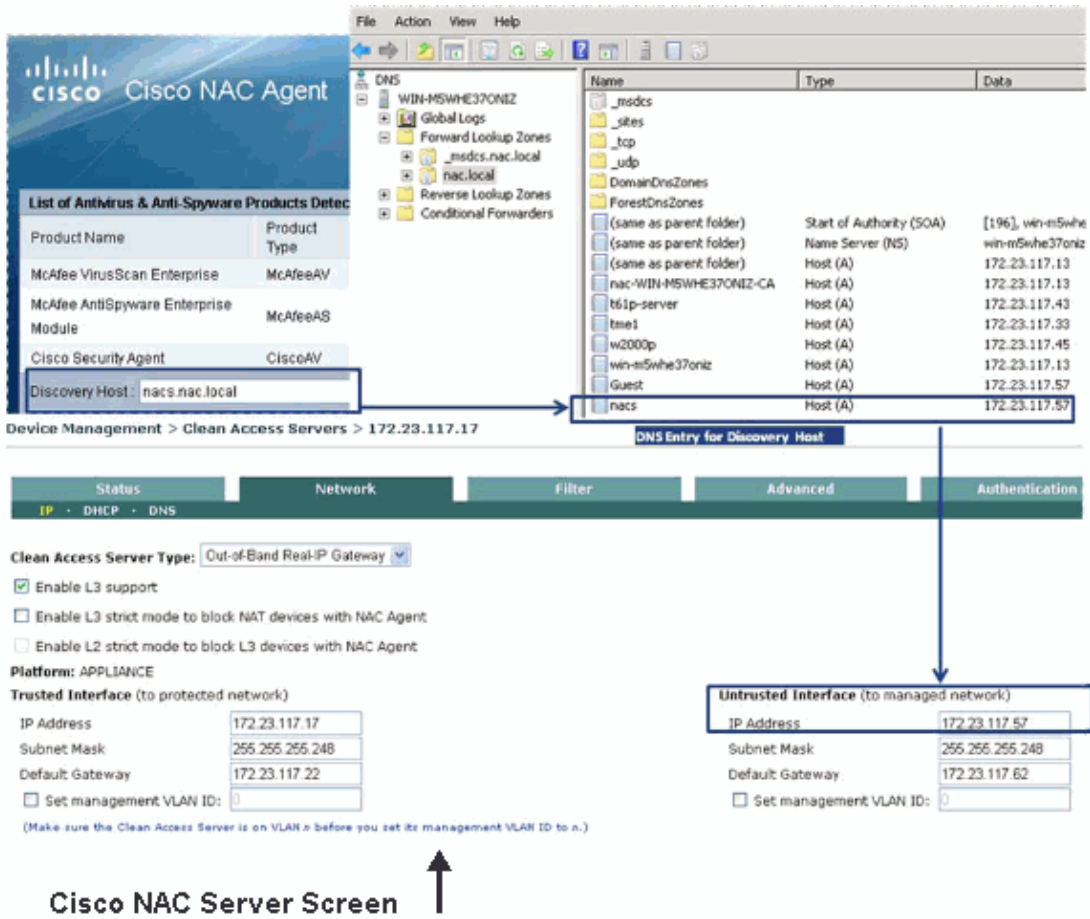 File Action View Help
CISCO Cisco NAC Agent
List of Antivirus & Anti-Spyware Products Detec
Product Name Product Type
McAfee VirusScan Enterprise McAfeeAV
McAfee AntiSpyware Enterprise Module McAfeeAS
Cisco Security Agent CiscoAV
Discovery Host : nacs.nac.local
DNS
WIN-M5WHE37ONIZ
Global Logs
Forward Lookup Zones
_msdcs.nac.local
nac.local
Reverse Lookup Zones
Conditional Forwarders
Name Type Data
_msdcs
_sites
_tcp
_udp
DomainDnsZones
ForestDnsZones
(same as parent folder) Start of Authority (SOA) [196], win-m5whe
(same as parent folder) Name Server (NS) win-m5whe37oniz
(same as parent folder) Host (A) 172.23.117.13
nac-WIN-M5WHE37ONIZ-CA Host (A) 172.23.117.13
t61p-server Host (A) 172.23.117.43
tme1 Host (A) 172.23.117.33
w2000p Host (A) 172.23.117.45
win-m5whe37oniz Host (A) 172.23.117.13
Guest Host (A) 172.23.117.57
nacs Host (A) 172.23.117.57
DNS Entry for Discovery Host
Device Management > Clean Access Servers > 172.23.117.17
Status Network Filter Advanced Authentication
IP · DHCP · DNS
Clean Access Server Type: Out-of-Band Real-IP Gateway
Enable L3 support
Enable L3 strict mode to block NAT devices with NAC Agent
Enable L2 strict mode to block L3 devices with NAC Agent
Platform: APPLIANCE
Trusted Interface (to protected network)
IP Address 172.23.117.17
Subnet Mask 255.255.255.248
Default Gateway 172.23.117.22
Set management VLAN ID: 0
Untrusted Interface (to managed network)
IP Address 172.23.117.57
Subnet Mask 255.255.255.248
Default Gateway 172.23.117.62
Set management VLAN ID: 0
(Make sure the Clean Access Server is on VLAN n before you set its management VLAN ID to n.)
Cisco NAC Server Screen